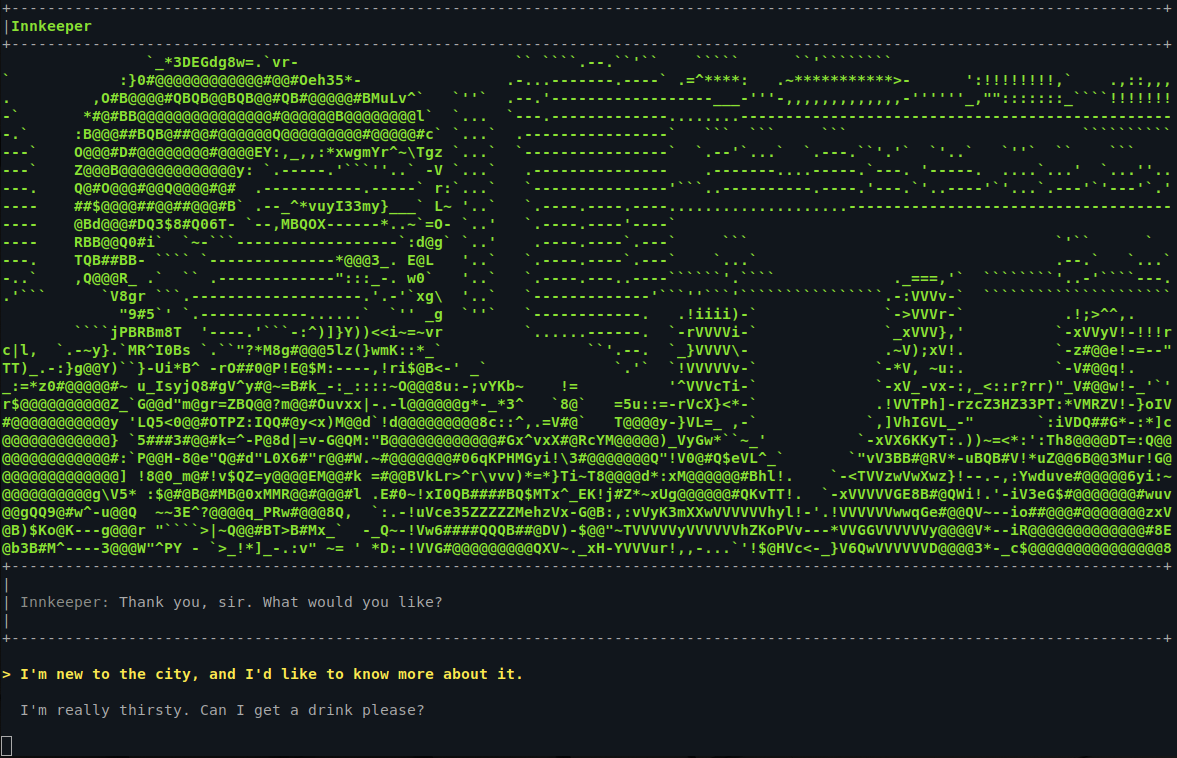 Innkeeper
Innkeeper: Thank you, sir. What would you like?
> I'm new to the city, and I'd like to know more about it.
I'm really thirsty. Can I get a drink please?